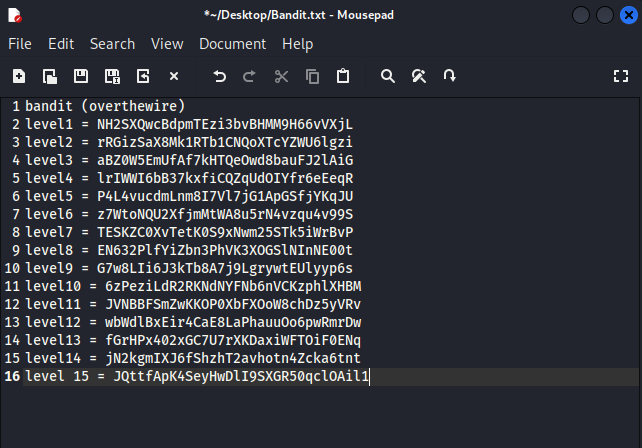 *~/Desktop/Bandit.txt - Mousepad
File Edit Search View Document Help
1 bandit (overthewire)
2 level1 = NH2SXQwcBdpmTEzi3bvBHMM9H66vVXjL
3 level2 = rRGizSaX8Mk1RTb1CNQoXTcYZWU6lgzi
4 level3 = aBZ0W5EmUfAf7kHTQeOwd8bauFJ2lAiG
5 level4 = lrIWWI6bB37kxfiCQZqUdOIYfr6eEeqR
6 level5 = P4L4vucdmLnm8I7Vl7jG1ApGSfjYKqJU
7 level6 = z7WtoNQU2XfjmMtWA8u5rN4vzqu4v99S
8 level7 = TESKZC0XvTetK0S9xNwm25STk5iWrBvP
9 level8 = EN632PlfYiZbn3PhVK3XOGSlNInNE00t
10 level9 = G7w8LIi6J3kTb8A7j9LgrywtEUlyyp6s
11 level10 = 6zPeziLdR2RKNdNYFNb6nVCKzphlXHBM
12 level11 = JVNBBFSmZwKKOP0XbFXOoW8chDz5yVRv
13 level12 = wbWdlBxEir4CaE8LaPhauuOo6pwRmrDw
14 level13 = fGrHPx402xGC7U7rXKDaxiWFTOiF0ENq
15 level14 = jN2kgmIXJ6fShzhT2avhotn4Zcka6tnt
16 level 15 = JQttfApK4SeyHwDlI9SXGR50qclOAil1